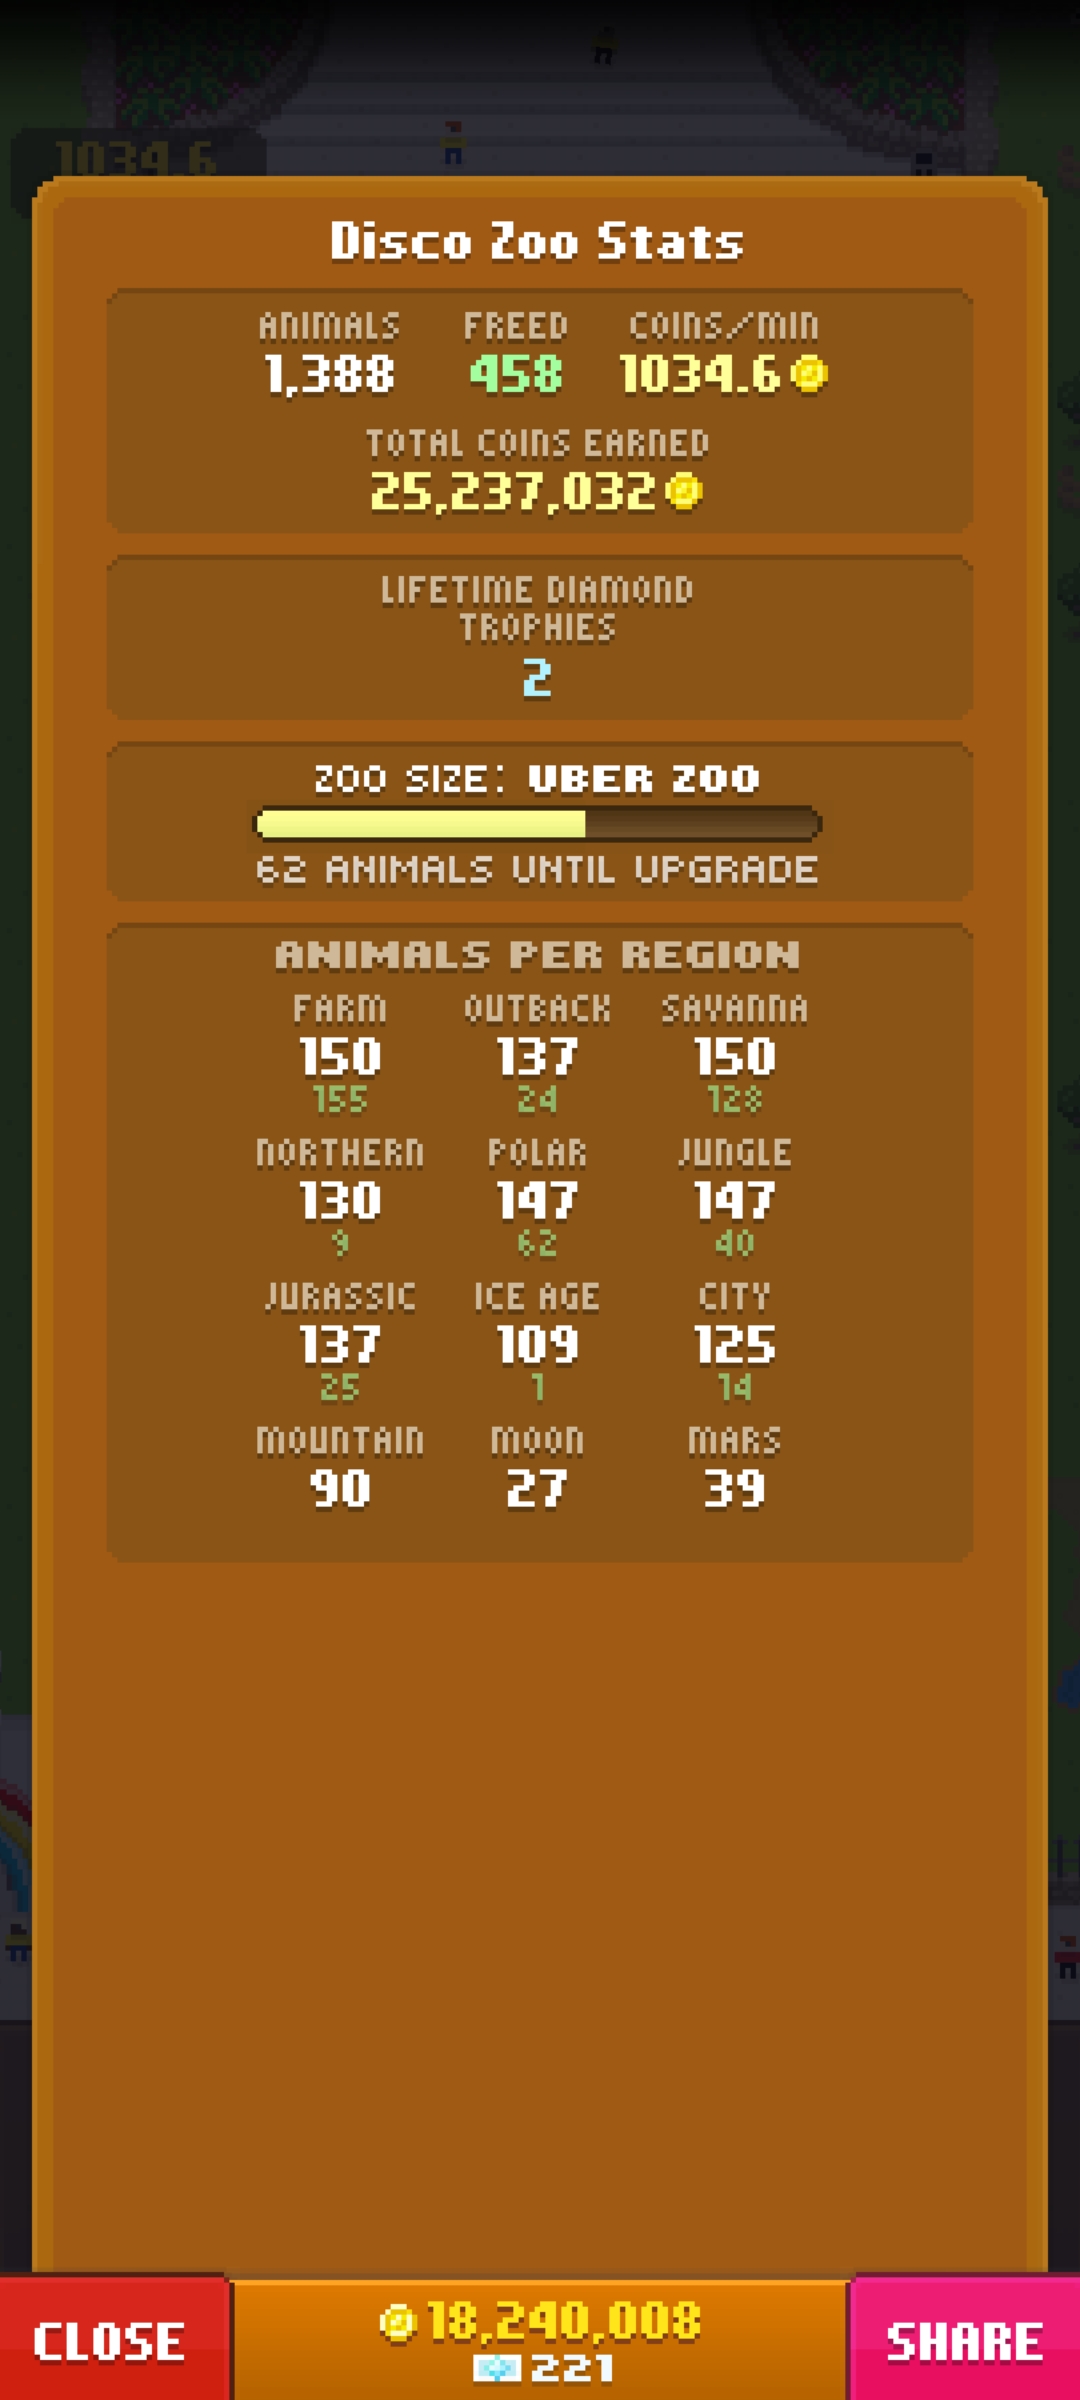 1034.6
Disco Zoo Stats
ANIMALS FREED COINS/MIN
1,388 458 1034.6
TOTAL COINS EARNED
25,237,032
LIFETIME DIAMOND
TROPHIES
2
ZOO SIZE: UBER ZOO
62 ANIMALS UNTIL UPGRADE
ANIMALS PER REGION
FARM OUTBACK SAVANNA
150 137 150
155 24 128
NORTHERN POLAR JUNGLE
130 147 147
9 62 40
JURASSIC ICE AGE CITY
137 109 125
25 1 14
MOUNTAIN MOON MARS
90 27 39
CLOSE 18,240,008 SHARE
221